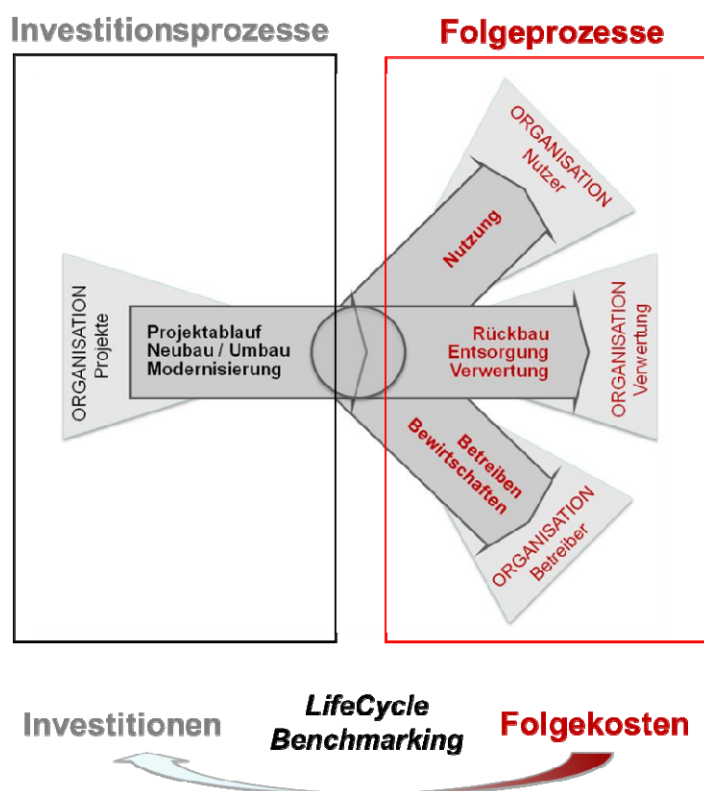 Investitionsprozesse
Folgeprozesse
ORGANISATION
Projekte
Projektablauf
Neubau / Umbau
Modernisierung
ORGANISATION
Nutzer
Nutzung
Rückbau
Entsorgung
Verwertung
ORGANISATION
Verwertung
Betreiben
Bewirtschaften
ORGANISATION
Betreiber
Investitionen
LifeCycle
Benchmarking
Folgekosten